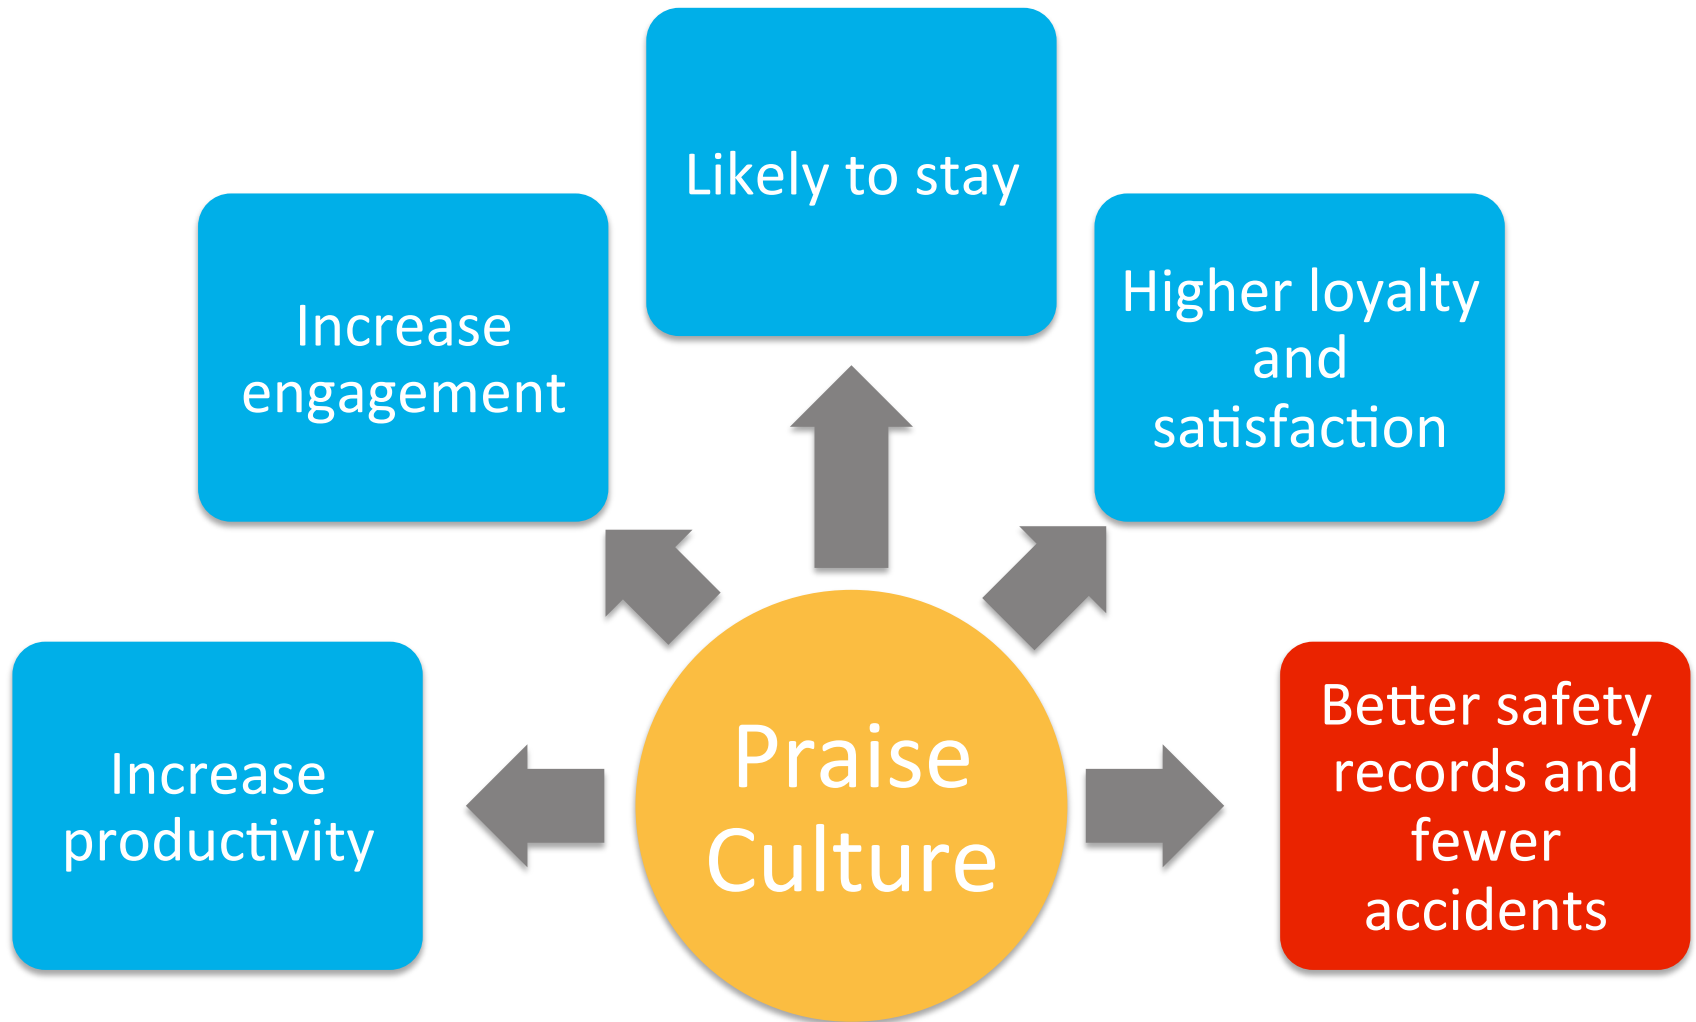 Likely to stay
Increase
engagement
Higher loyalty
and
satisfaction
Increase
productivity
Praise
Culture
Better safety
records and
fewer
accidents